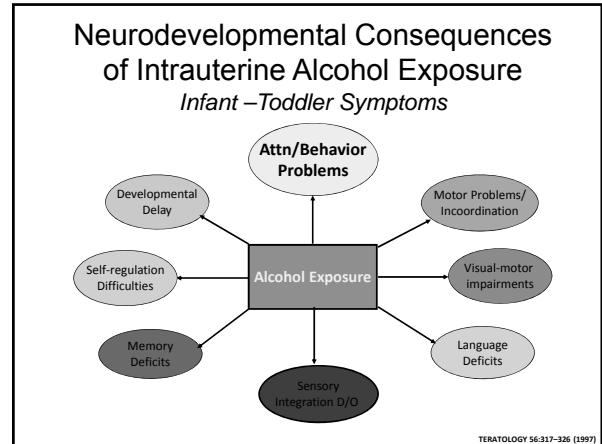 Neurodevelopmental Consequences
of Intrauterine Alcohol Exposure
Infant –Toddler Symptoms
Attn/Behavior
Problems
Developmental
Delay
Motor Problems/
Incoordination
Self-regulation
Difficulties
Alcohol Exposure
Visual-motor
impairments
Memory
Deficits
Language
Deficits
Sensory
Integration D/O
TERATOLOGY 56:317–326 (1997)